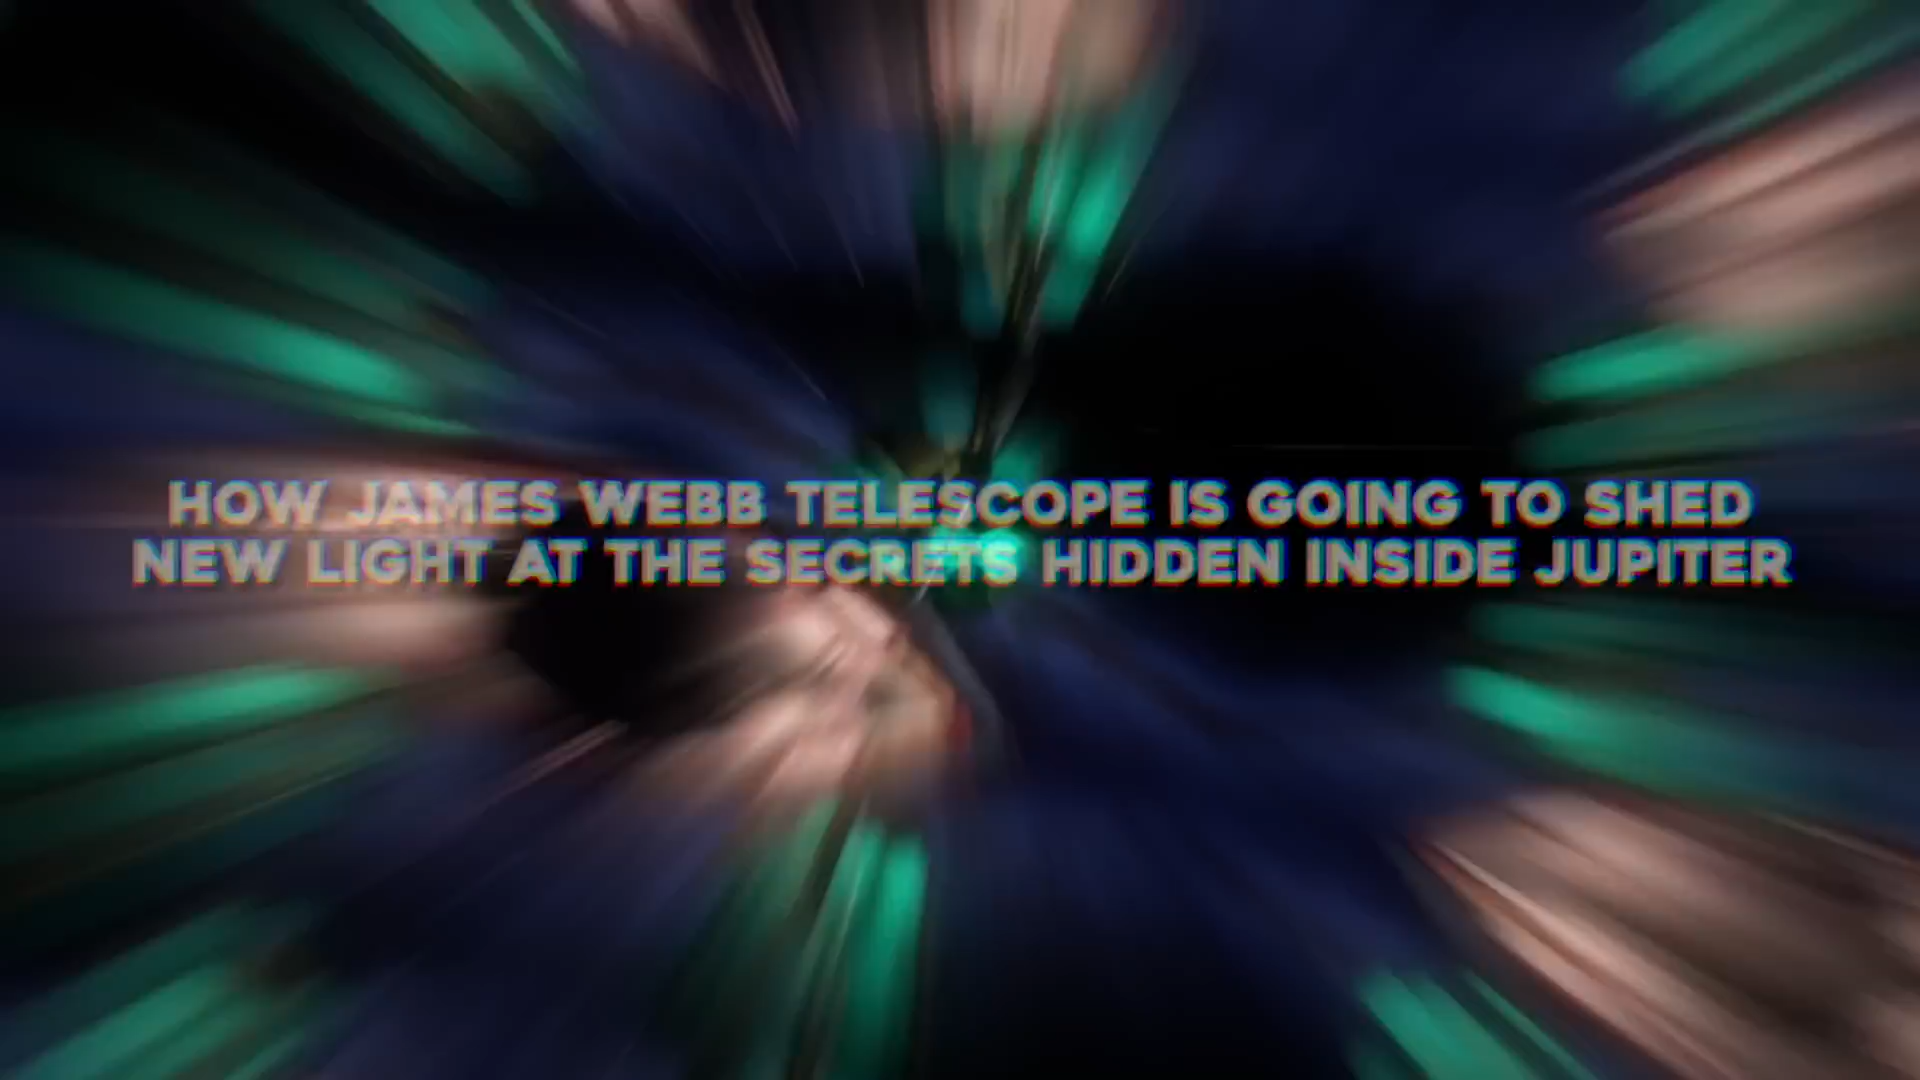 HOW JAMES WEBB TELESCOPE IS GOING TO SHED
NEW LIGHT AT THE SECRETS HIDDEN INSIDE JUPITER